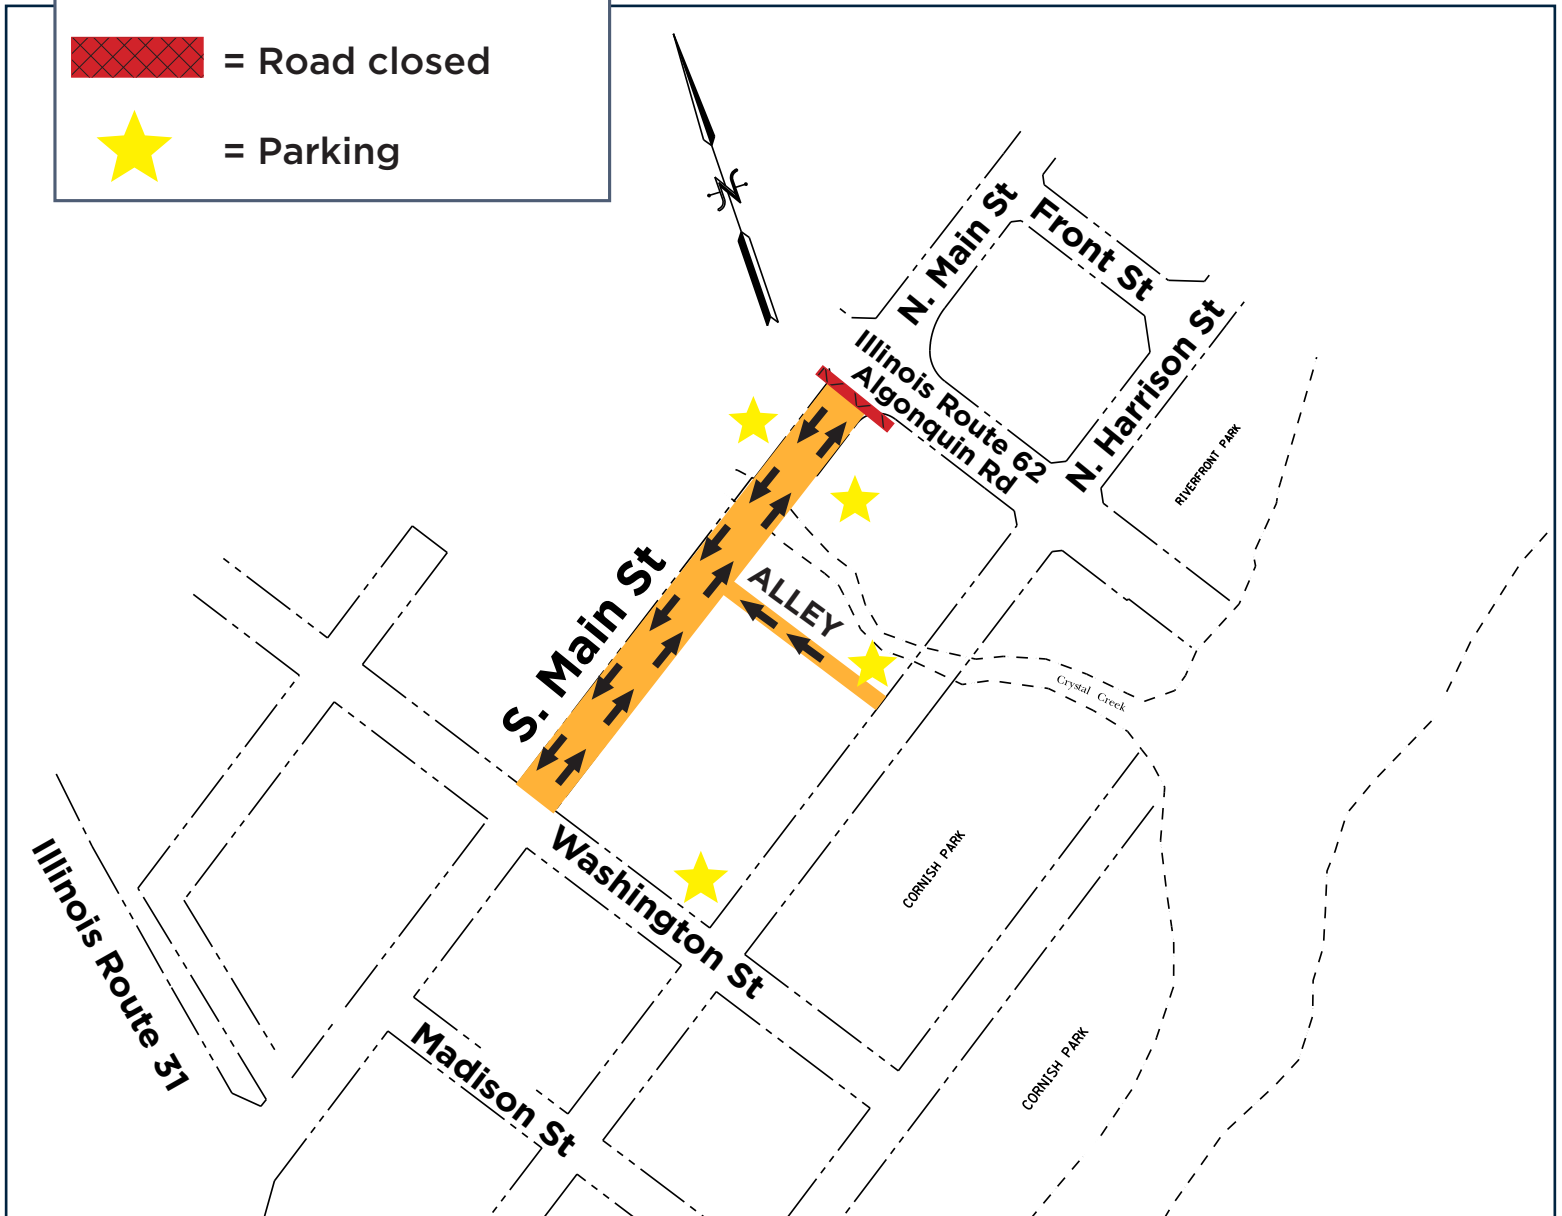 = Road closed
= Parking
N
N. Main St
Front St
Illinois Route 62
Algonquin Rd
N. Harrison St
RIVERFRONT PARK
S. Main St
ALLEY
Crystal Creek
Washington St
CORNISH PARK
Illinois Route 31
Madison St
CORNISH PARK